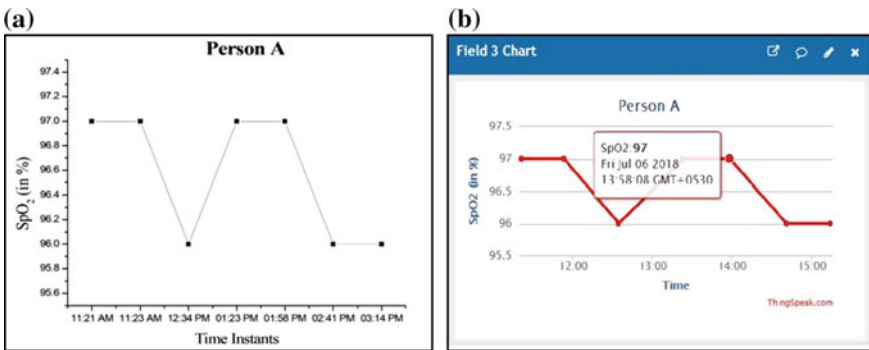 (a)
Person A
97.4
97.2
97.0
96.8
96.6
96.4
96.2
96.0
95.8
95.6
SpO2 (in %)
11:21 AM 11:23 AM 12:34 PM 01:23 PM 01:58 PM 02:41 PM 03:14 PM
Time Instants
(b)
Field 3 Chart
Person A
97.5
97
96.5
96
95.5
SpO2 (in %)
SpO2:97
Fri Jul 06 2018
13:58:08 GMT+0530
12:00 13:00 14:00 15:00
Time
ThingSpeak.com